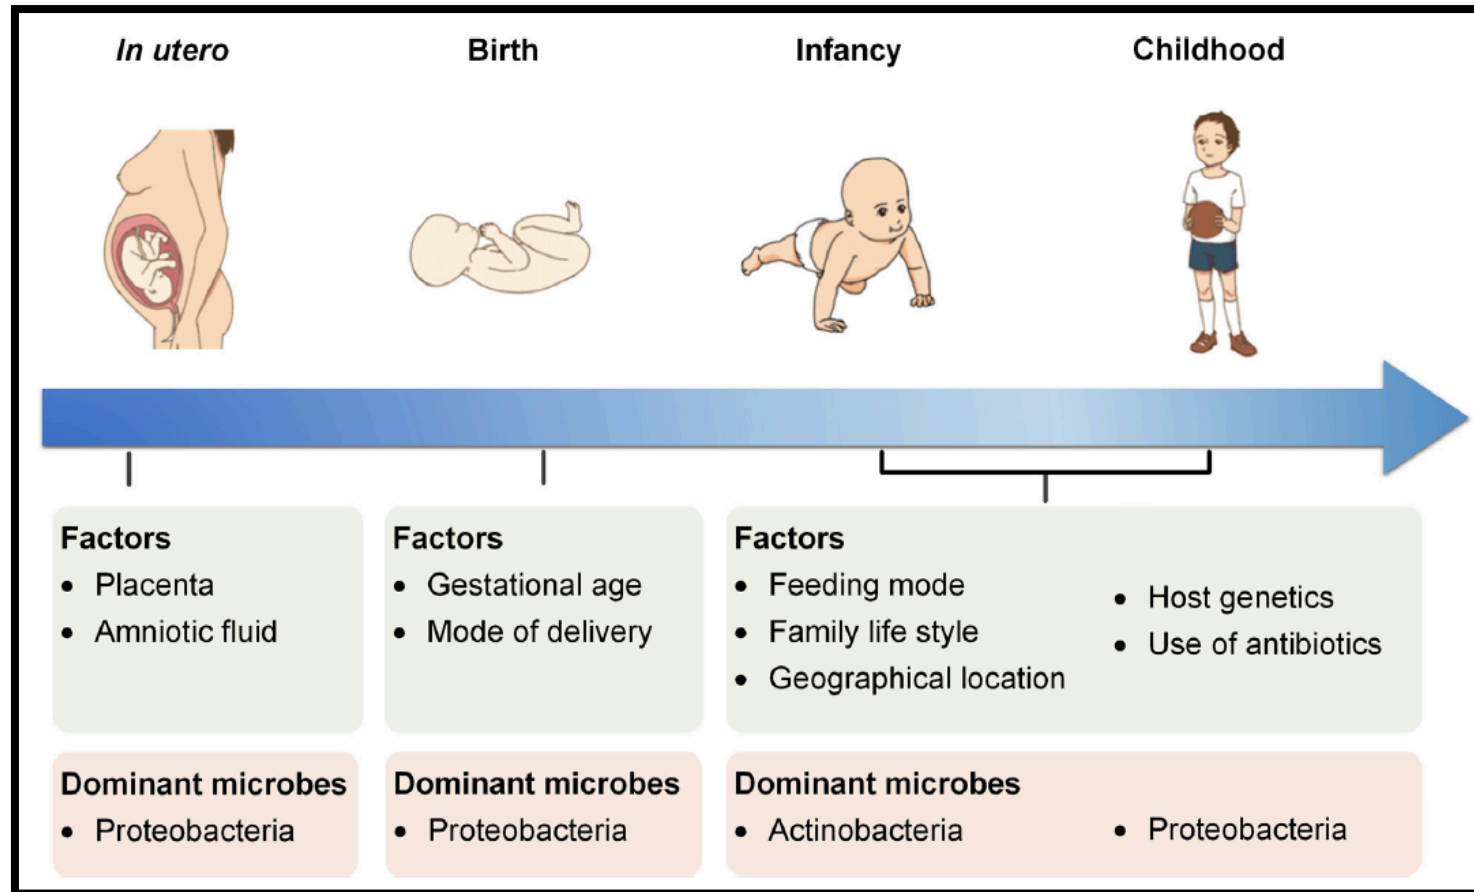 In utero
Birth
Infancy
Childhood
Factors
• Placenta
• Amniotic fluid
Factors
• Gestational age
• Mode of delivery
Factors
• Feeding mode
• Family life style
• Geographical location
• Host genetics
• Use of antibiotics
Dominant microbes
• Proteobacteria
Dominant microbes
• Proteobacteria
Dominant microbes
• Actinobacteria
• Proteobacteria